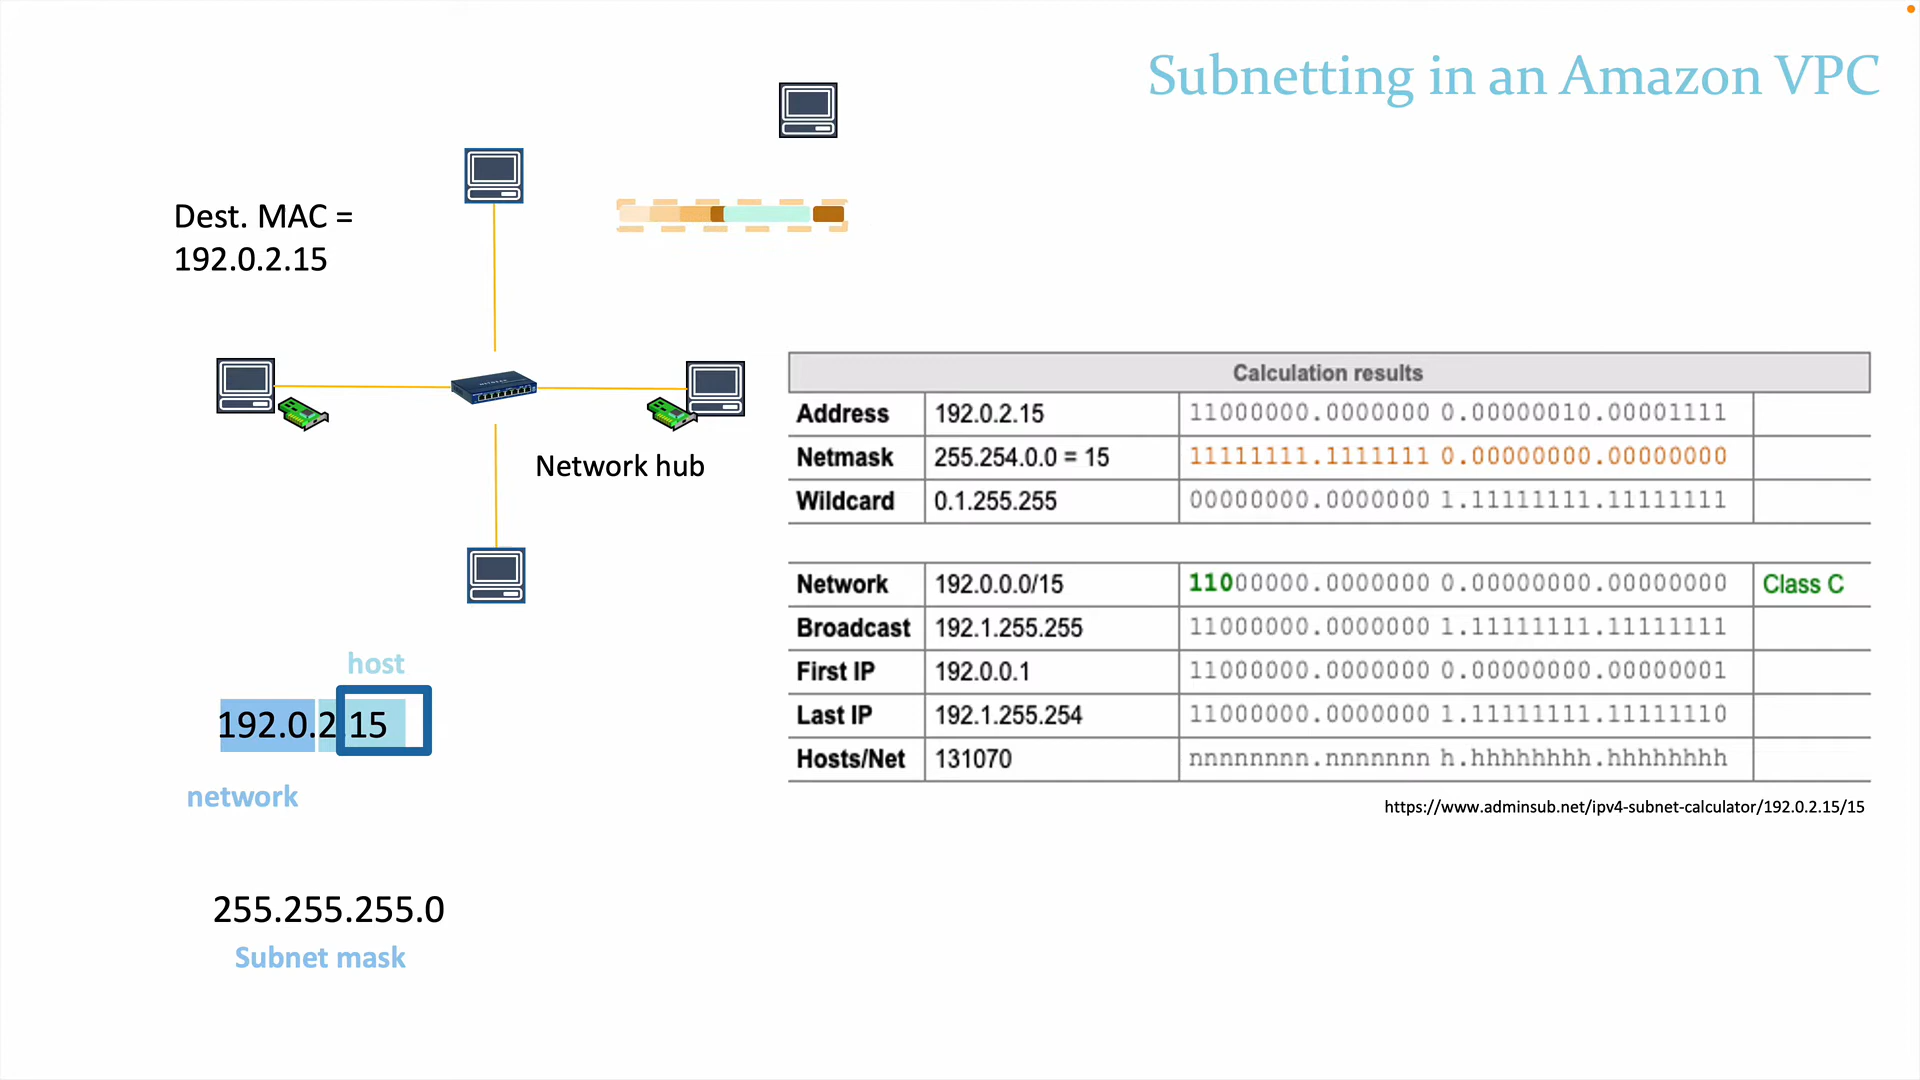 Subnetting in an Amazon VPC
Dest. MAC =
192.0.2.15
Network hub
host
192.0.2.15
network
255.255.255.0
Subnet mask
Calculation results
Address 192.0.2.15 11000000.0000000 0.00000010.00001111
Netmask 255.254.0.0 = 15 11111111.1111111 0.00000000.00000000
Wildcard 0.1.255.255 00000000.0000000 1.11111111.11111111
Network 192.0.0.0/15 11000000.0000000 0.00000000.00000000 Class C
Broadcast 192.1.255.255 11000000.0000000 1.11111111.11111111
First IP 192.0.0.1 11000000.0000000 0.00000000.00000001
Last IP 192.1.255.254 11000000.0000000 1.11111111.11111110
Hosts/Net 131070 nnnnnnnn.nnnnnnn h.hhhhhhhh.hhhhhhhh
https://www.adminsub.net/ipv4-subnet-calculator/192.0.2.15/15